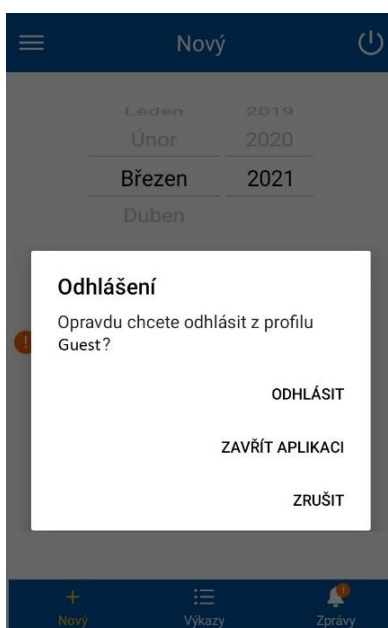 Nový
Leden 2019
Únor 2020
Březen 2021
Duben
Odhlášení
Opravdu chcete odhlásit z profilu
Guest?
!
ODHLÁSIT
ZAVŘÍT APLIKACI
ZRUŠIT
Nový Výkazy Zprávy